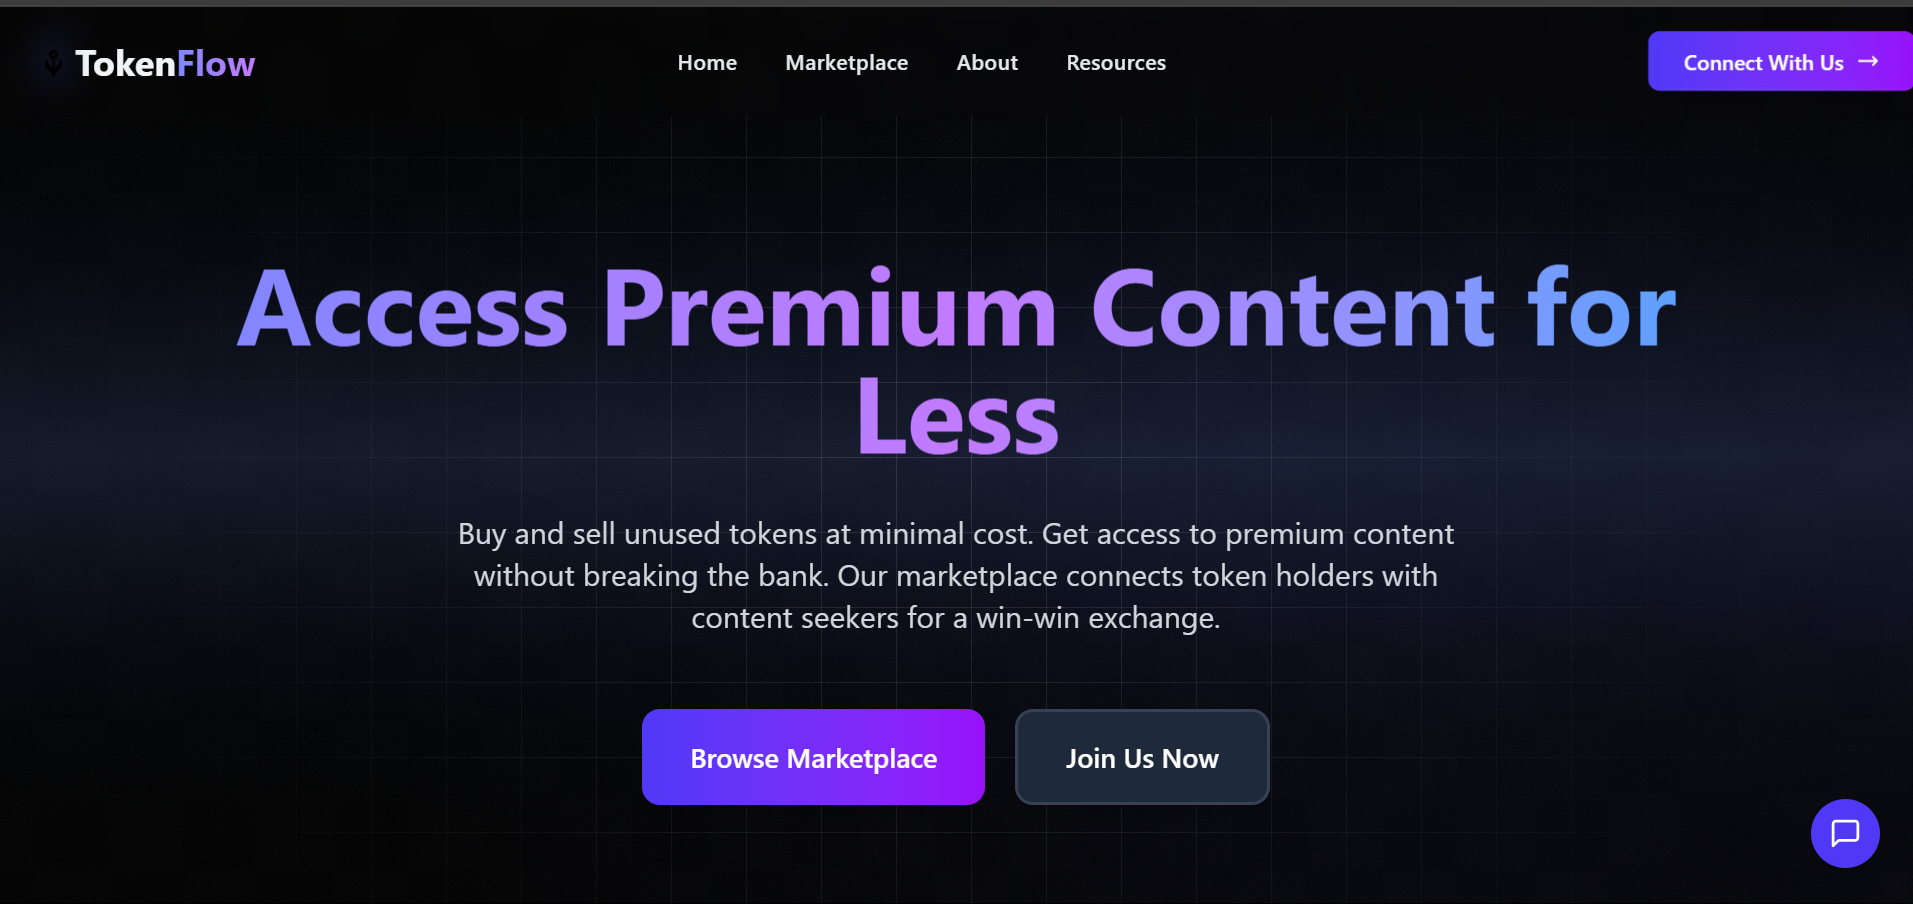 TokenFlow
Home
Marketplace
About
Resources
Connect With Us →
Access Premium Content for
Less
Buy and sell unused tokens at minimal cost. Get access to premium content
without breaking the bank. Our marketplace connects token holders with
content seekers for a win-win exchange.
Browse Marketplace
Join Us Now